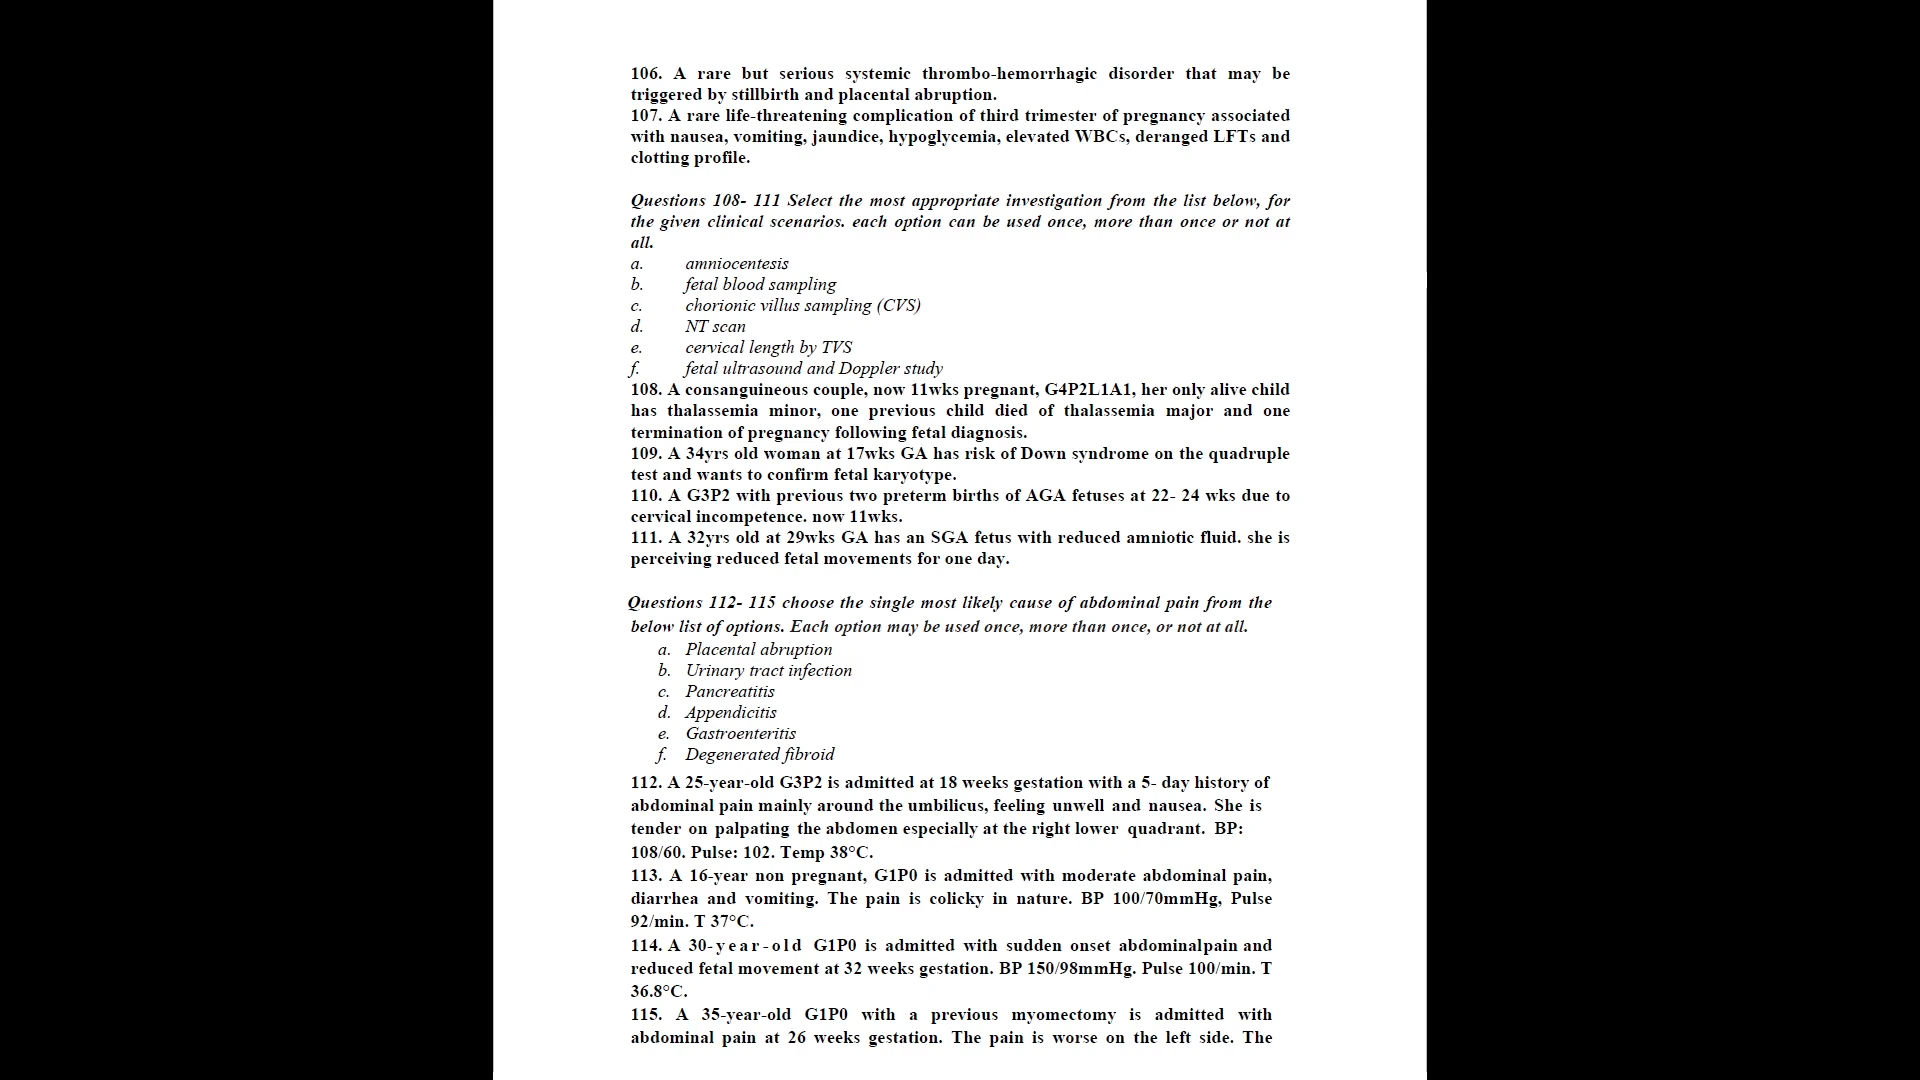 106. A rare but serious systemic thrombo-hemorrhagic disorder that may be
triggered by stillbirth and placental abruption.
107. A rare life-threatening complication of third trimester of pregnancy associated
with nausea, vomiting, jaundice, hypoglycemia, elevated WBCs, deranged LFTs and
clotting profile.
Questions 108- 111 Select the most appropriate investigation from the list below, for
the given clinical scenarios. each option can be used once, more than once or not at
all.
a. amniocentesis
b. fetal blood sampling
c. chorionic villus sampling (CVS)
d. NT scan
e. cervical length by TVS
f. fetal ultrasound and Doppler study
108. A consanguineous couple, now 11wks pregnant, G4P2L1A1, her only alive child
has thalassemia minor, one previous child died of thalassemia major and one
termination of pregnancy following fetal diagnosis.
109. A 34yrs old woman at 17wks GA has risk of Down syndrome on the quadruple
test and wants to confirm fetal karyotype.
110. A G3P2 with previous two preterm births of AGA fetuses at 22- 24 wks due to
cervical incompetence. now 11wks.
111. A 32yrs old at 29wks GA has an SGA fetus with reduced amniotic fluid. she is
perceiving reduced fetal movements for one day.
Questions 112- 115 choose the single most likely cause of abdominal pain from the
below list of options. Each option may be used once, more than once, or not at all.
a. Placental abruption
b. Urinary tract infection
c. Pancreatitis
d. Appendicitis
e. Gastroenteritis
f. Degenerated fibroid
112. A 25-year-old G3P2 is admitted at 18 weeks gestation with a 5- day history of
abdominal pain mainly around the umbilicus, feeling unwell and nausea. She is
tender on palpating the abdomen especially at the right lower quadrant. BP:
108/60. Pulse: 102. Temp 38°C.
113. A 16-year non pregnant, G1P0 is admitted with moderate abdominal pain,
diarrhea and vomiting. The pain is colicky in nature. BP 100/70mmHg, Pulse
92/min. T 37°C.
114. A 30-year-old G1P0 is admitted with sudden onset abdominalpain and
reduced fetal movement at 32 weeks gestation. BP 150/98mmHg. Pulse 100/min. T
36.8°C.
115. A 35-year-old G1P0 with a previous myomectomy is admitted with
abdominal pain at 26 weeks gestation. The pain is worse on the left side. The